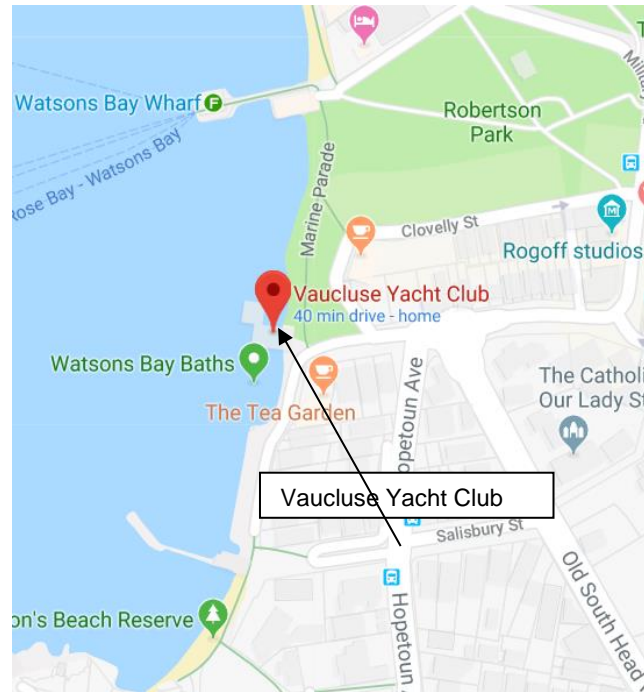 Watsons Bay Wharf
F
Robertson
Park
Rose Bay - Watsons Bay
Marine Parade
Clovelly St
Rogoff studios
M
Vaucluse Yacht Club
40 min drive - home
Watsons Bay Baths
The Tea Garden
The Catholi
Our Lady St
opetoun Ave
Vaucluse Yacht Club
Salisbury St
Old South Head
on's Beach Reserve
Hopetoun A